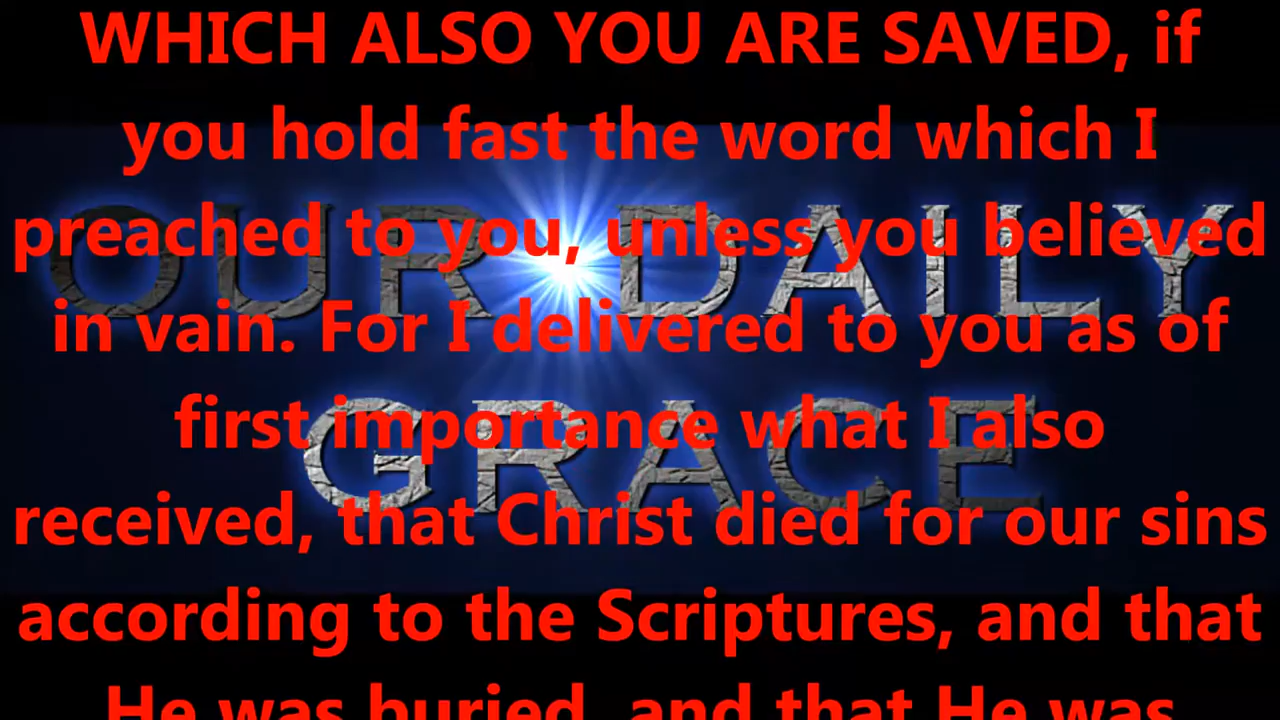 WHICH ALSO YOU ARE SAVED, if
you hold fast the word which I
preached to you, unless you believed
in vain. For I delivered to you as of
first importance what I also
received, that Christ died for our sins
according to the Scriptures, and that
He was buried, and that He was
OUR DAILY
GRACE